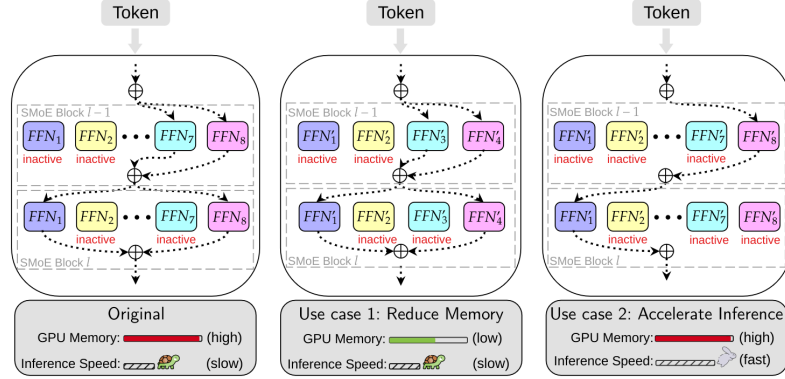 Token
SMoE Block l − 1
FFN₁ FFN₂ ••• FFN₇ FFN₈
inactive inactive
FFN₁ FFN₂ ••• FFN₇ FFN₈
inactive inactive
SMoE Block l
Original
GPU Memory: (high)
Inference Speed: (slow)
Token
SMoE Block l − 1
FFN′₁ FFN′₂ FFN′₃ FFN′₄
inactive inactive
FFN′₁ FFN′₂ FFN′₃ FFN′₄
inactive inactive
SMoE Block l
Use case 1: Reduce Memory
GPU Memory: (low)
Inference Speed: (slow)
Token
SMoE Block l − 1
FFN′₁ FFN′₂ ••• FFN′₇ FFN′₈
inactive inactive inactive
FFN′₁ FFN′₂ ••• FFN′₇ FFN′₈
inactive inactive inactive
SMoE Block l
Use case 2: Accelerate Inference
GPU Memory: (high)
Inference Speed: (fast)